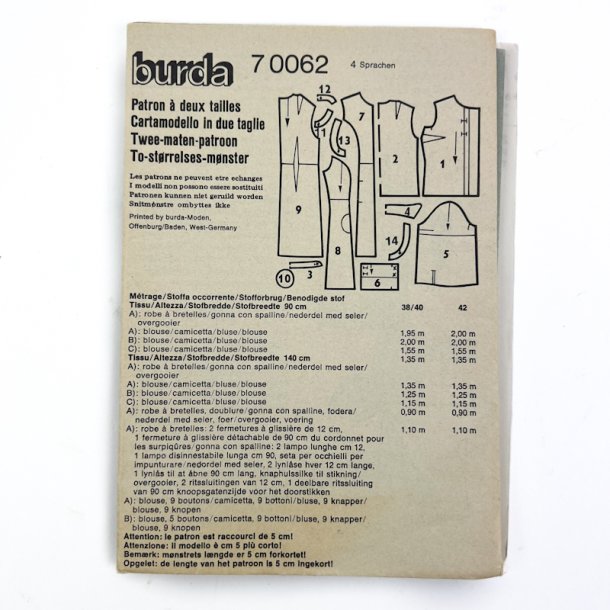 burda 70062 4 Sprachen
Patron à deux tailles
Cartamodello in due taglie
Twee-maten-patroon
To-størrelses-mønster
Les patrons ne peuvent etre echanges
I modelli non possono essere sostituiti
Patronen kunnen niet geruild worden
Snitmønstre ombyttes ikke
Printed by burda-Moden,
Offenburg/Baden, West-Germany
12
1
13
7
2
1
9
8
4
14
5
10
3
6
Métrage/Stoffa occorrente/Stofforbrug/Benodigde stof
Tissu/Altezza/Stofbredde/Stofbreedte 90 cm 38/40 42
A): robe à bretelles/gonna con spalline/nederdel med seler/
overgooier
A): blouse/camicetta/bluse/blouse 1,95 m 2,00 m
B): blouse/camicetta/bluse/blouse 2,00 m 2,00 m
C): blouse/camicetta/bluse/blouse 1,55 m 1,55 m
Tissu/Altezza/Stofbredde/Stofbreedte 140 cm 1,35 m 1,35 m
A): robe à bretelles/gonna con spalline/nederdel med seler/
overgooier
A): blouse/camicetta/bluse/blouse 1,35 m 1,35 m
B): blouse/camicetta/bluse/blouse 1,25 m 1,25 m
C): blouse/camicetta/bluse/blouse 1,15 m 1,15 m
A): robe à bretelles, doublure/gonna con spalline, fodera/ 0,90 m 0,90 m
nederdel med seler, foer/overgooier, voering
A): robe à bretelles: 2 fermetures à glissière de 12 cm, 1,10 m 1,10 m
1 fermeture à glissière détachable de 90 cm du cordonnet pour
les surpiqûres/gonna con spalline: 2 lampo lunghe cm 12,
1 lampo disinnestabile lunga cm 90, seta per occhielli per
impunturare/nedordel med seler, 2 lynlåse hver 12 cm lange,
1 lynlås til at åbne 90 cm lang, knaphulssilke til stikning/
overgooier, 2 ritssluitingen van 12 cm, 1 deelbare ritssluiting
van 90 cm knoopsgatenzijde voor het doorstikken
A): blouse, 9 boutons/camicetta, 9 bottoni/bluse, 9 knapper/
blouse, 9 knopen
B): blouse, 5 boutons/camicetta, 9 bottoni/bluse, 9 knapper/
blouse, 9 knopen
Attention: le patron est raccourci de 5 cm!
Attenzione: il modello è cm 5 più corto!
Bemærk: mønstrets længde er 5 cm forkortet!
Opgelet: de lengte van het patroon is 5 cm ingekort!